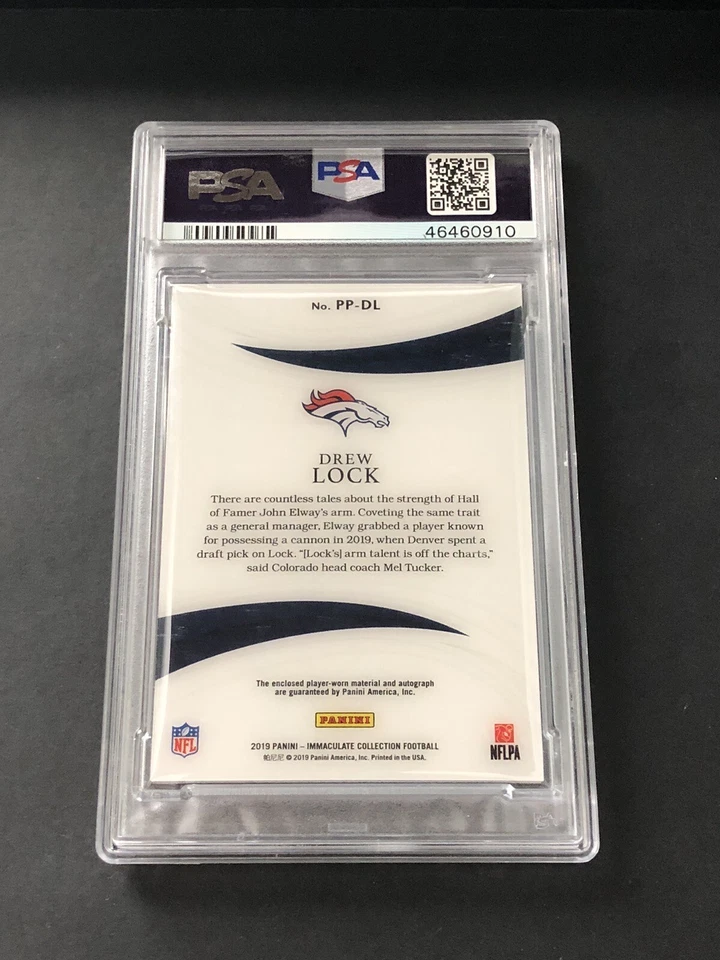 PSA
PSA
46460910
No. PP-DL
DREW
LOCK
There are countless tales about the strength of Hall
of Famer John Elway's arm. Coveting the same trait
as a general manager, Elway grabbed a player known
for possessing a cannon in 2019, when Denver spent a
draft pick on Lock. "[Lock's] arm talent is off the charts,"
said Colorado head coach Mel Tucker.
The enclosed player-worn material and autograph
are guaranteed by Panini America, Inc.
PANINI
NFL
2019 PANINI – IMMACULATE COLLECTION FOOTBALL
帕尼尼 © 2019 Panini America, Inc. Printed in the USA.
NFLPA